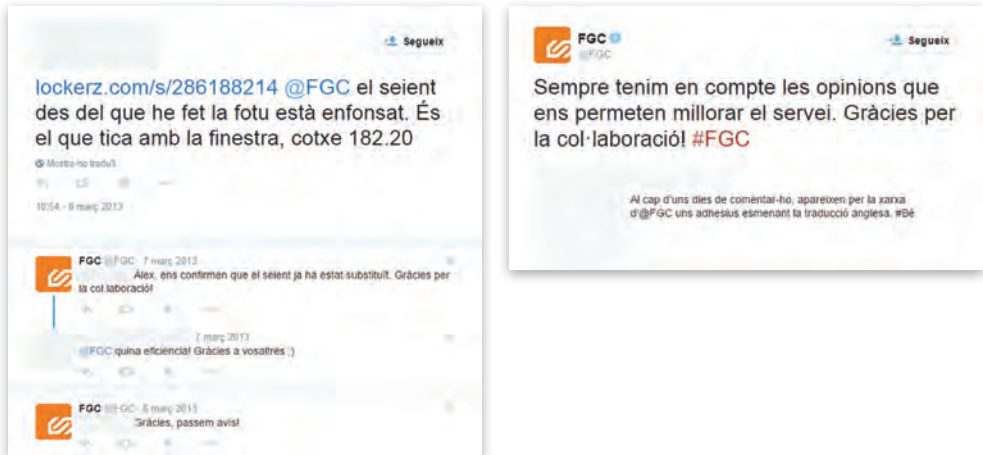 Segueix
lockerz.com/s/286188214 @FGC el seient
des del que he fet la fotu està enfonsat. És
el que tica amb la finestra, cotxe 182.20
Mostra-ho traduït
10:54 - 6 març 2013
FGC @FGC · 7 març 2013
Àlex, ens confirmen que el seient ja ha estat substituït. Gràcies per
la col·laboració!
7 març 2013
@FGC quina eficiència! Gràcies a vosaltres ;)
FGC @FGC · 6 març 2013
Gràcies, passem avís!
FGC
@FGC
Segueix
Sempre tenim en compte les opinions que
ens permeten millorar el servei. Gràcies per
la col·laboració! #FGC
Al cap d'uns dies de comentar-ho, apareixen per la xarxa
d'@FGC uns adhesius esmenant la traducció anglesa. #Bé